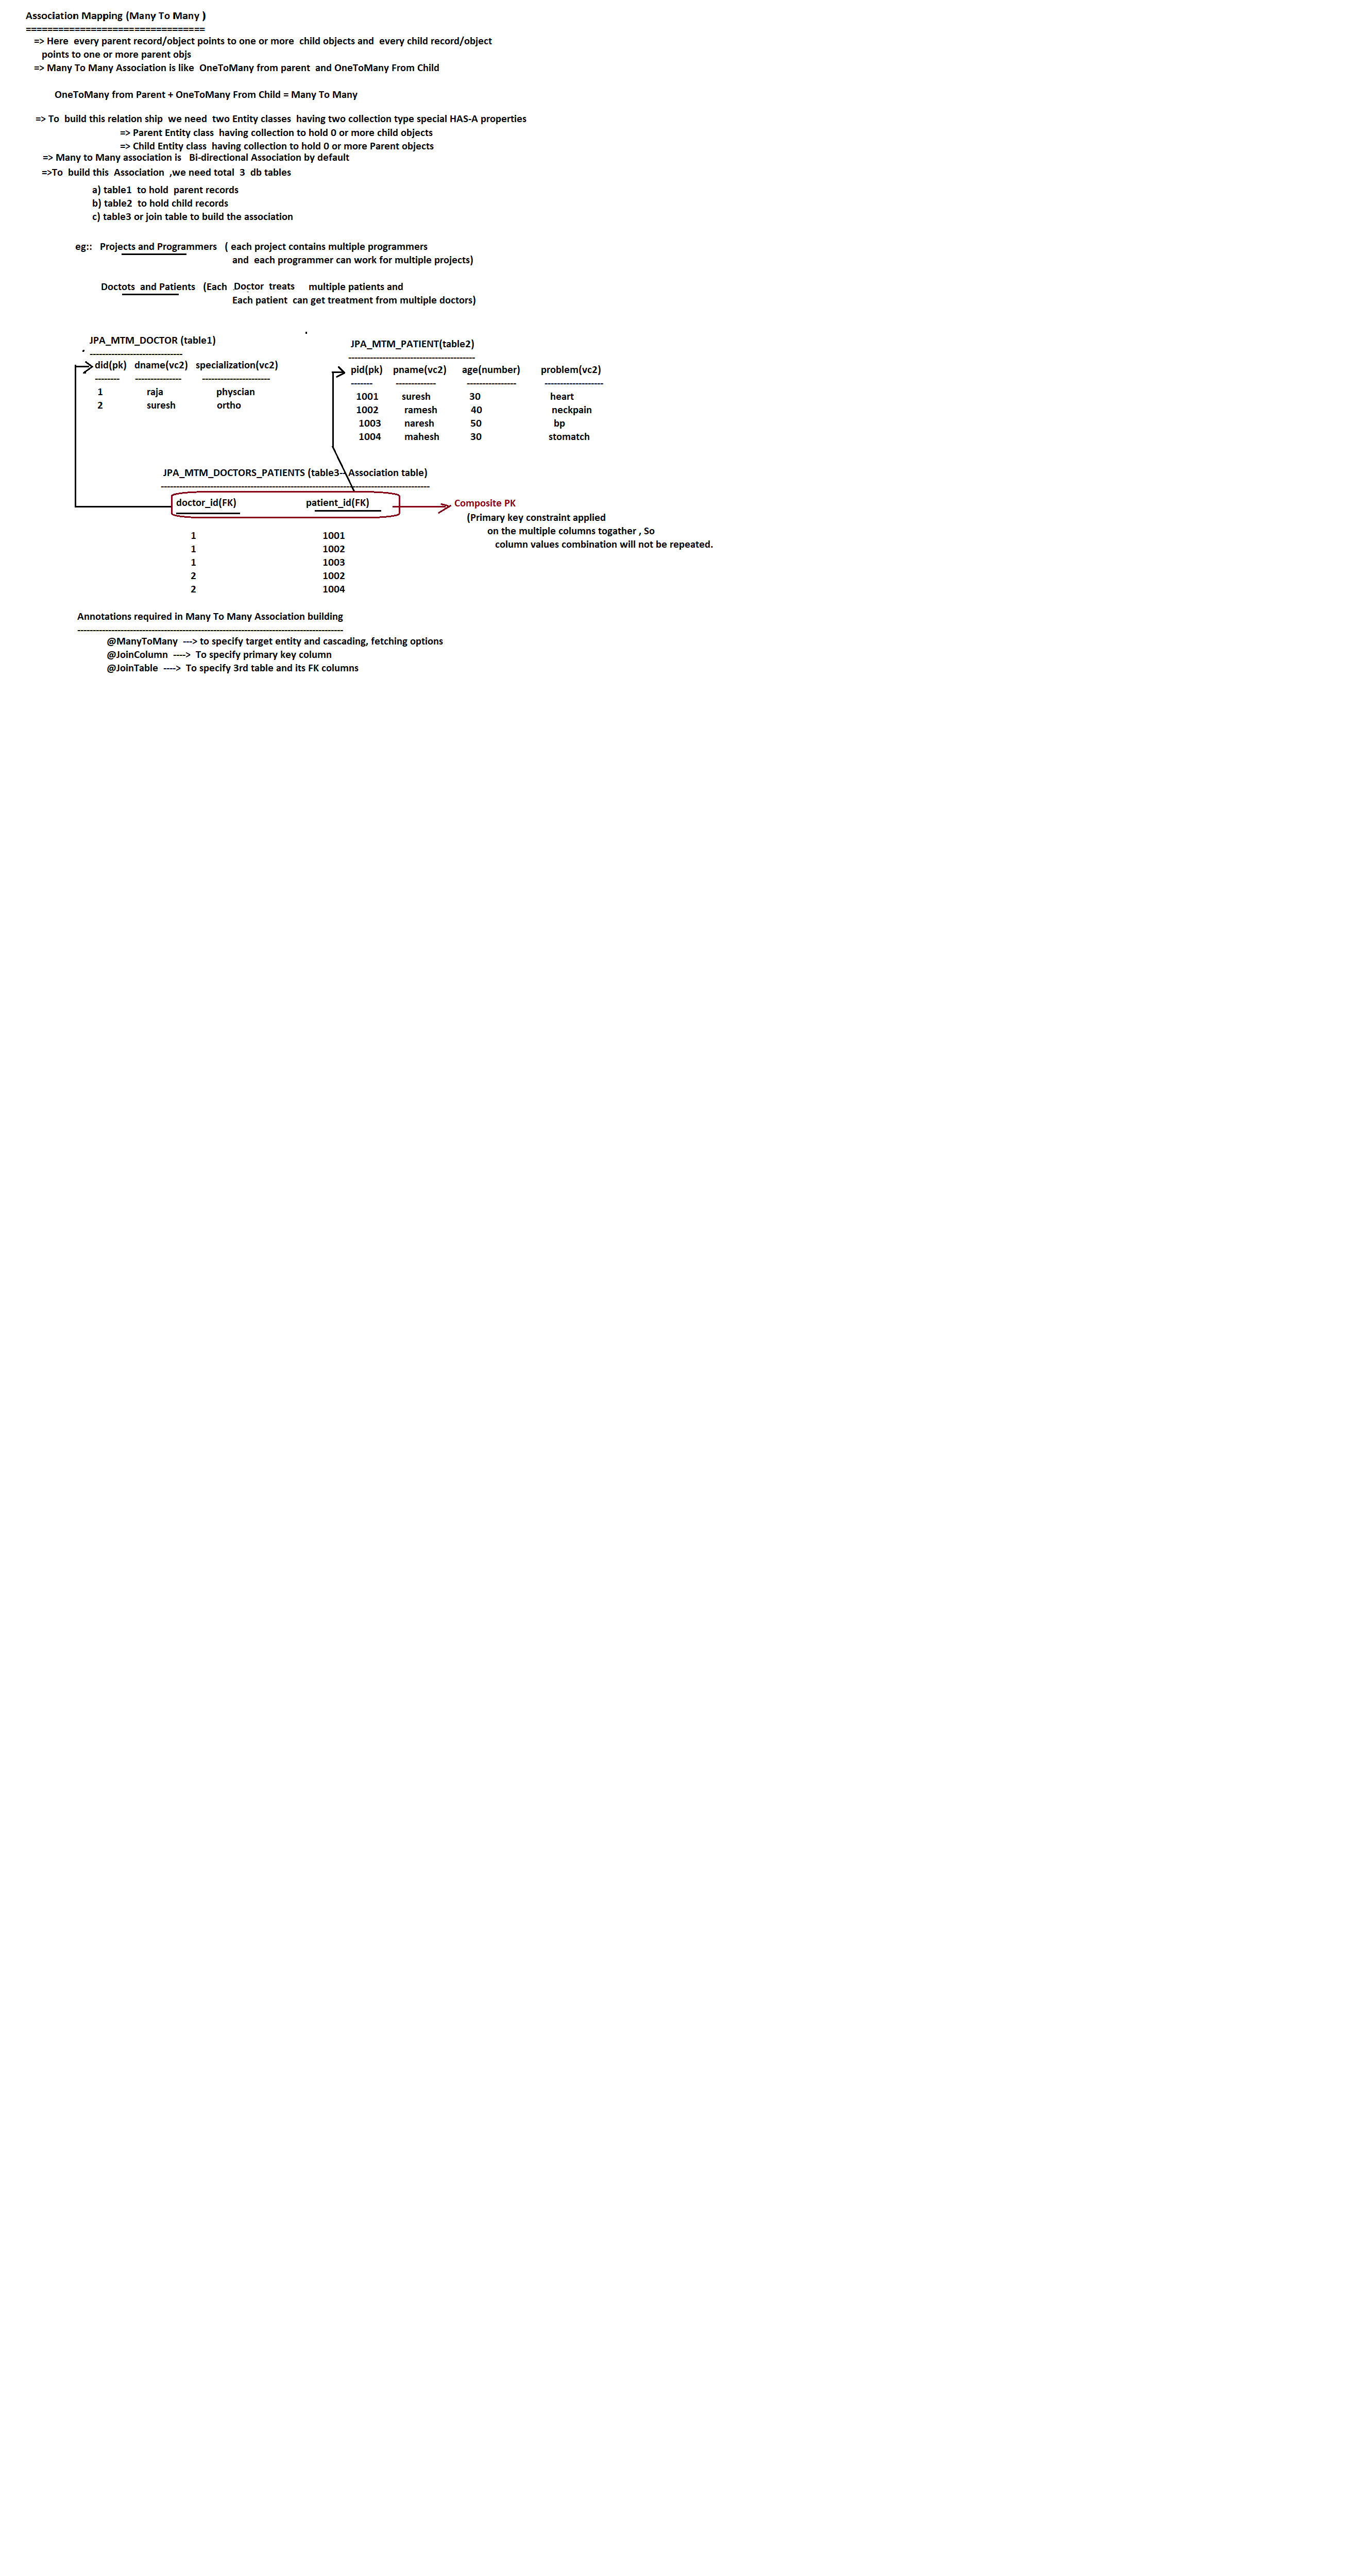 Association Mapping (Many To Many )
=================================
=> Here every parent record/object points to one or more child objects and every child record/object
points to one or more parent objs
=> Many To Many Association is like OneToMany from parent and OneToMany From Child
OneToMany from Parent + OneToMany From Child = Many To Many
=> To build this relation ship we need two Entity classes having two collection type special HAS-A properties
=> Parent Entity class having collection to hold 0 or more child objects
=> Child Entity class having collection to hold 0 or more Parent objects
=> Many to Many association is Bi-directional Association by default
=>To build this Association ,we need total 3 db tables
a) table1 to hold parent records
b) table2 to hold child records
c) table3 or join table to build the association
eg:: Projects and Programmers ( each project contains multiple programmers
and each programmer can work for multiple projects)
Doctots and Patients (Each Doctor treats multiple patients and
Each patient can get treatment from multiple doctors)
JPA_MTM_DOCTOR (table1)
------------------------------
did(pk) dname(vc2) specialization(vc2)
-------- --------------- ----------------------
1 raja physcian
2 suresh ortho
JPA_MTM_PATIENT(table2)
-----------------------------------------
pid(pk) pname(vc2) age(number) problem(vc2)
------- ------------- ---------------- -------------------
1001 suresh 30 heart
1002 ramesh 40 neckpain
1003 naresh 50 bp
1004 mahesh 30 stomatch
JPA_MTM_DOCTORS_PATIENTS (table3-- Association table)
---------------------------------------------------------------------------------------
doctor_id(FK) patient_id(FK)
Composite PK
(Primary key constraint applied
on the multiple columns togather , So
column values combination will not be repeated.
1 1001
1 1002
1 1003
2 1002
2 1004
Annotations required in Many To Many Association building
--------------------------------------------------------------------------------------
@ManyToMany ---> to specify target entity and cascading, fetching options
@JoinColumn ----> To specify primary key column
@JoinTable ----> To specify 3rd table and its FK columns